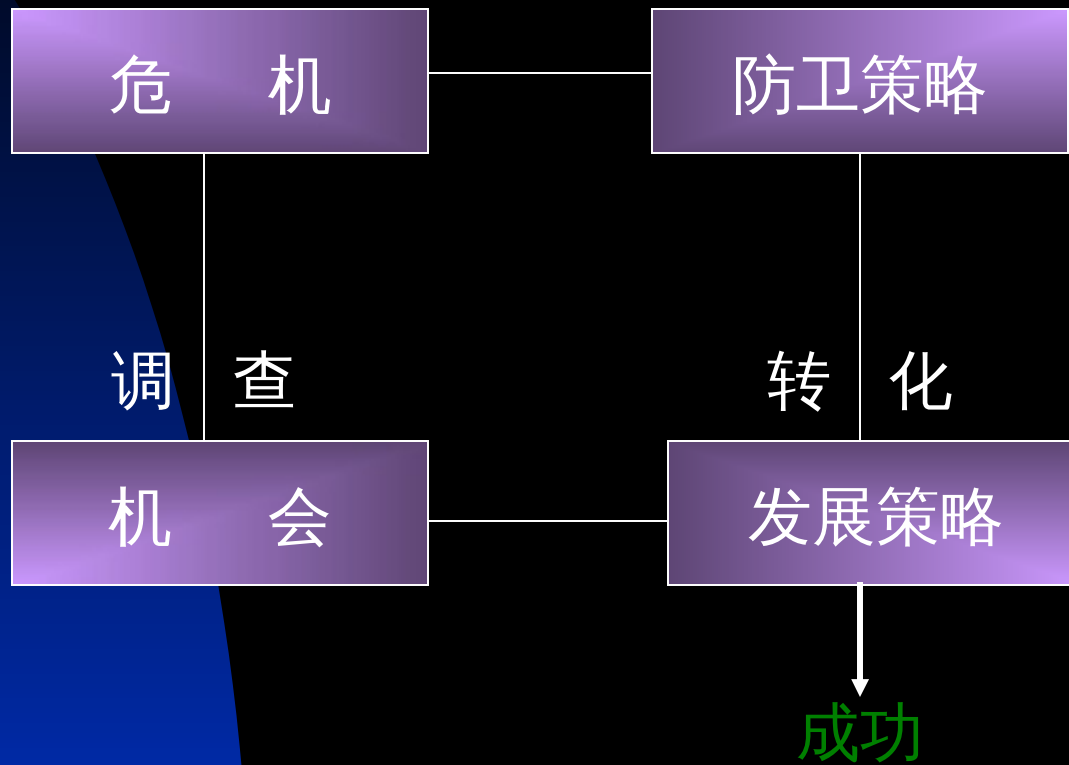 危 机
防卫策略
调 查
转 化
机 会
发展策略
成功